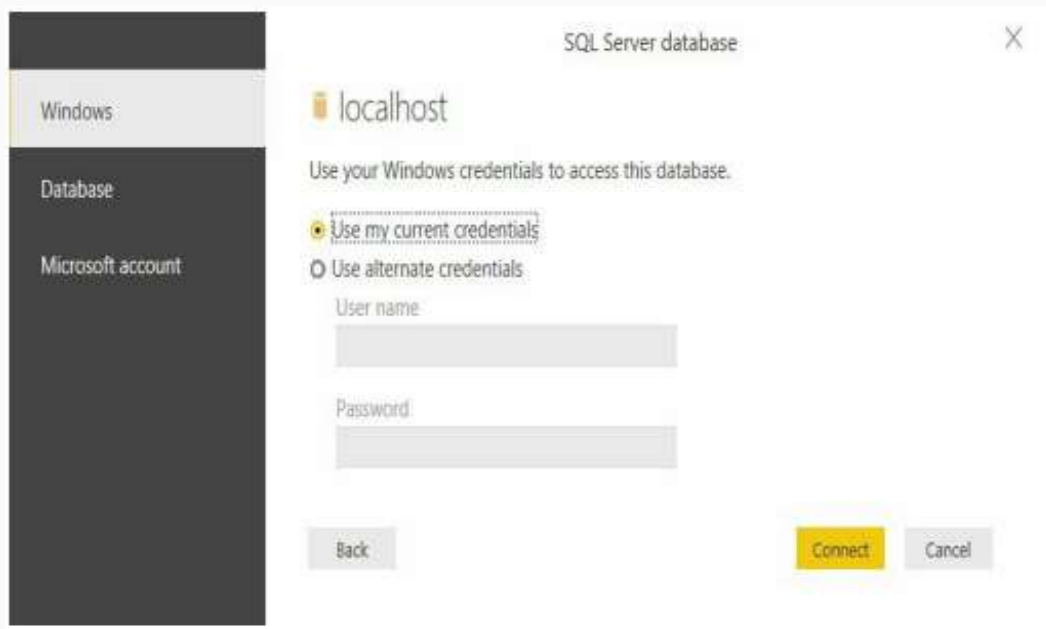 SQL Server database
Windows
Database
Microsoft account
localhost
Use your Windows credentials to access this database.
Use my current credentials
Use alternate credentials
User name
Password
Back
Connect
Cancel